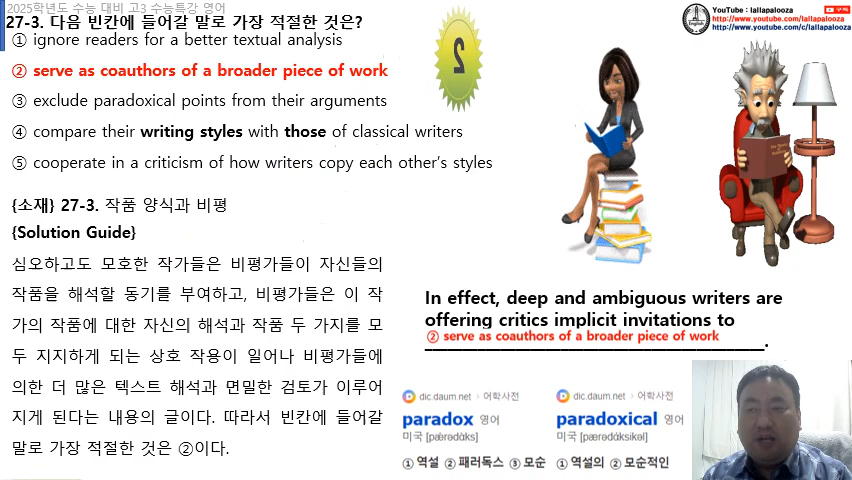 2025학년도 수능 대비 고3 수능특강 영어
27-3. 다음 빈칸에 들어갈 말로 가장 적절한 것은?
① ignore readers for a better textual analysis
② serve as coauthors of a broader piece of work
③ exclude paradoxical points from their arguments
④ compare their writing styles with those of classical writers
⑤ cooperate in a criticism of how writers copy each other's styles
2
YouTube : lallapalooza 구독
http://www.youtube.com/lallapalooza
http://www.youtube.com/c/lallapalooza
English
{소재} 27-3. 작품 양식과 비평
{Solution Guide}
심오하고도 모호한 작가들은 비평가들이 자신들의
작품을 해석할 동기를 부여하고, 비평가들은 이 작
가의 작품에 대한 자신의 해석과 작품 두 가지를 모
두 지지하게 되는 상호 작용이 일어나 비평가들에
의한 더 많은 텍스트 해석과 면밀한 검토가 이루어
지게 된다는 내용의 글이다. 따라서 빈칸에 들어갈
말로 가장 적절한 것은 ②이다.
In effect, deep and ambiguous writers are
offering critics implicit invitations to
② serve as coauthors of a broader piece of work
.
dic.daum.net › 어학사전
paradox 영어
미국 [pærədɑ̀ks]
① 역설 ② 패러독스 ③ 모순
dic.daum.net › 어학사전
paradoxical 영어
미국 [pærədɑ́ksikəl]
① 역설의 ② 모순적인